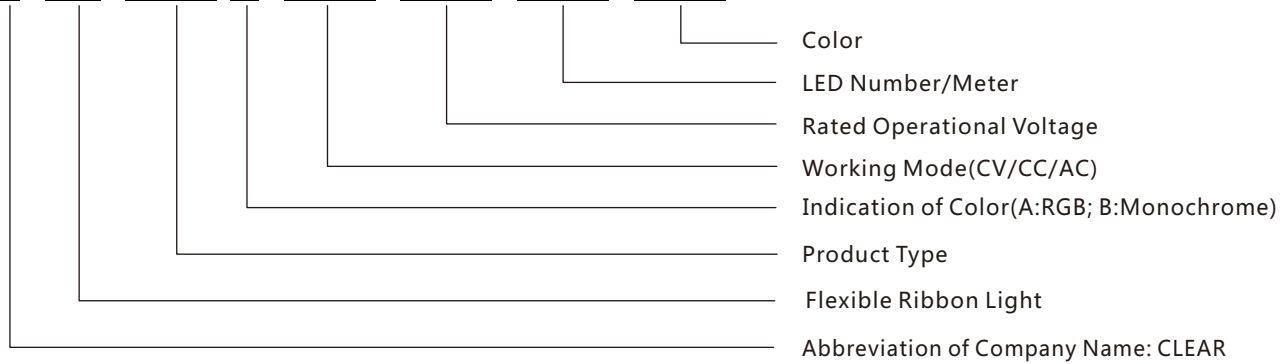 Color
LED Number/Meter
Rated Operational Voltage
Working Mode(CV/CC/AC)
Indication of Color(A:RGB; B:Monochrome)
Product Type
Flexible Ribbon Light
Abbreviation of Company Name: CLEAR